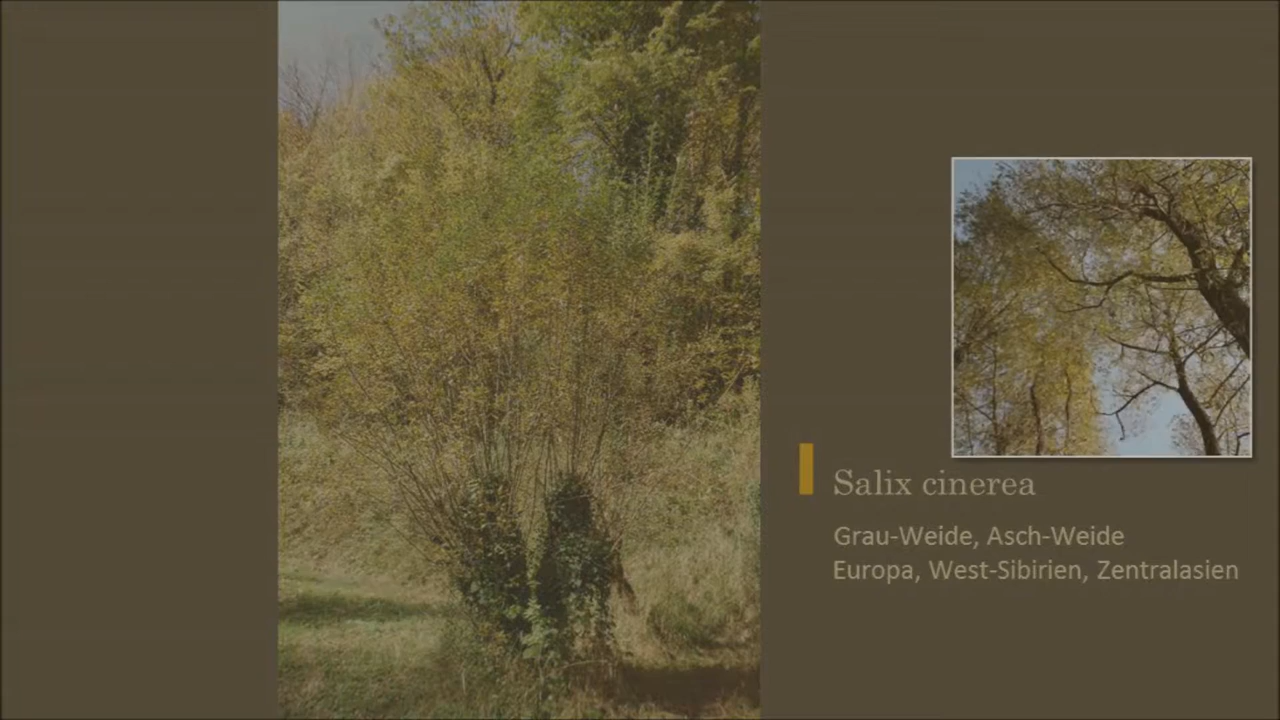 Salix cinerea
Grau-Weide, Asch-Weide
Europa, West-Sibirien, Zentralasien